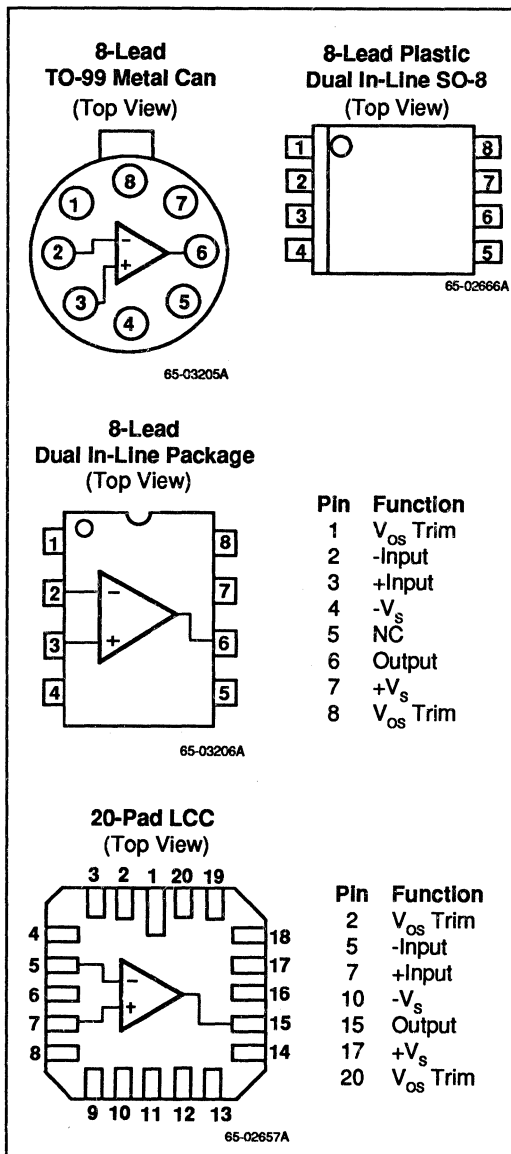 8-Lead
TO-99 Metal Can
(Top View)
8
1
7
2
-
6
+
3
5
4
65-03205A
8-Lead Plastic
Dual In-Line SO-8
(Top View)
1
8
2
7
3
6
4
5
65-02666A
8-Lead
Dual In-Line Package
(Top View)
1
8
2
-
7
3
+
6
4
5
65-03206A
Pin Function
1 Vos Trim
2 -Input
3 +Input
4 -Vs
5 NC
6 Output
7 +Vs
8 Vos Trim
20-Pad LCC
(Top View)
3 2 1 20 19
4
18
5
-
17
6
16
7
+
15
8
14
9 10 11 12 13
65-02657A
Pin Function
2 Vos Trim
5 -Input
7 +Input
10 -Vs
15 Output
17 +Vs
20 Vos Trim